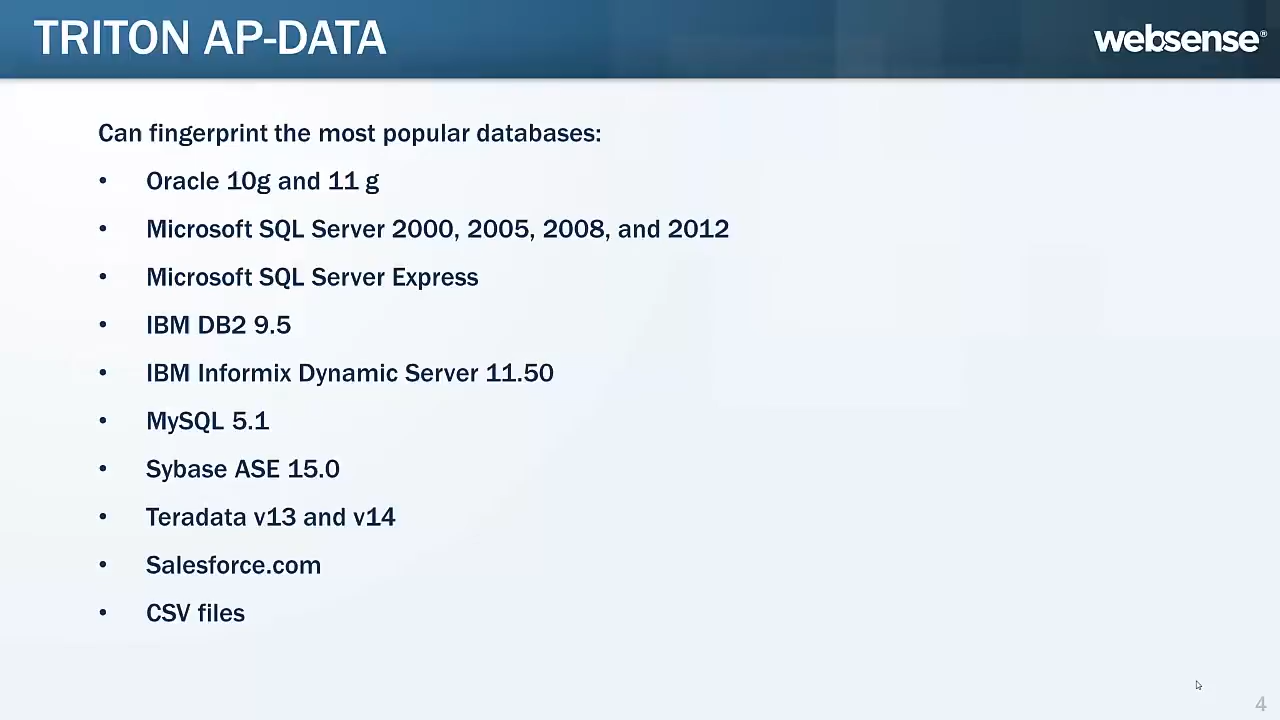 TRITON AP-DATA
websense®
Can fingerprint the most popular databases:
• Oracle 10g and 11 g
• Microsoft SQL Server 2000, 2005, 2008, and 2012
• Microsoft SQL Server Express
• IBM DB2 9.5
• IBM Informix Dynamic Server 11.50
• MySQL 5.1
• Sybase ASE 15.0
• Teradata v13 and v14
• Salesforce.com
• CSV files
4